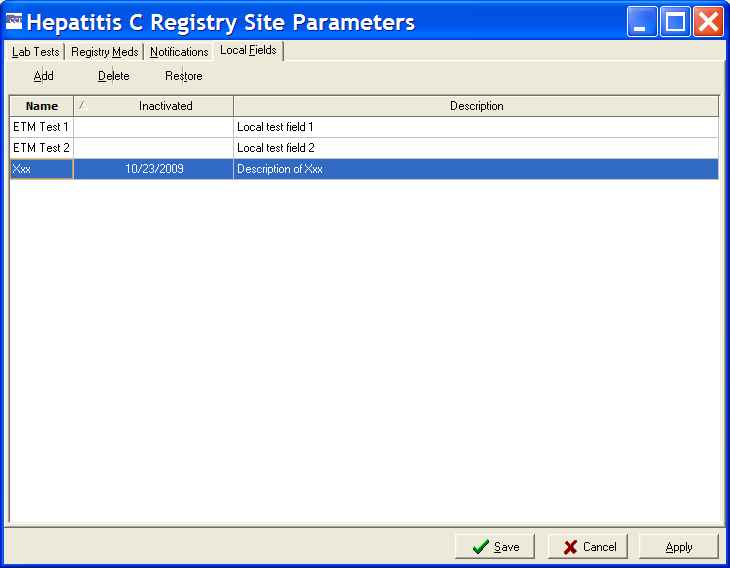 Hepatitis C Registry Site Parameters
Lab Tests Registry Meds Notifications Local Fields
Add Delete Restore
Name Inactivated Description
ETM Test 1 Local test field 1
ETM Test 2 Local test field 2
Xxx 10/23/2009 Description of Xxx
Save Cancel Apply